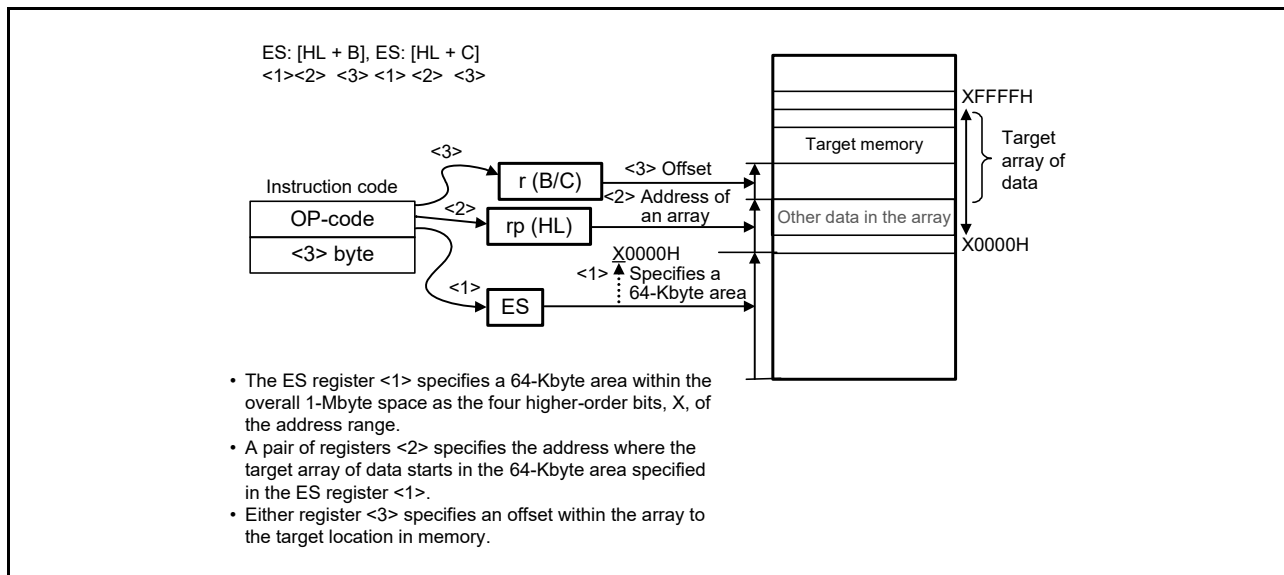 ES: [HL + B], ES: [HL + C]
<1><2> <3> <1> <2> <3>
XFFFFH
Target memory
Target
array of
data
<3>
r (B/C)
<3> Offset
Instruction code
OP-code
<3> byte
<2>
rp (HL)
<2> Address of
an array
Other data in the array
X0000H
X0000H
<1>
Specifies a
64-Kbyte area
<1>
ES
• The ES register <1> specifies a 64-Kbyte area within the
overall 1-Mbyte space as the four higher-order bits, X, of
the address range.
• A pair of registers <2> specifies the address where the
target array of data starts in the 64-Kbyte area specified
in the ES register <1>.
• Either register <3> specifies an offset within the array to
the target location in memory.